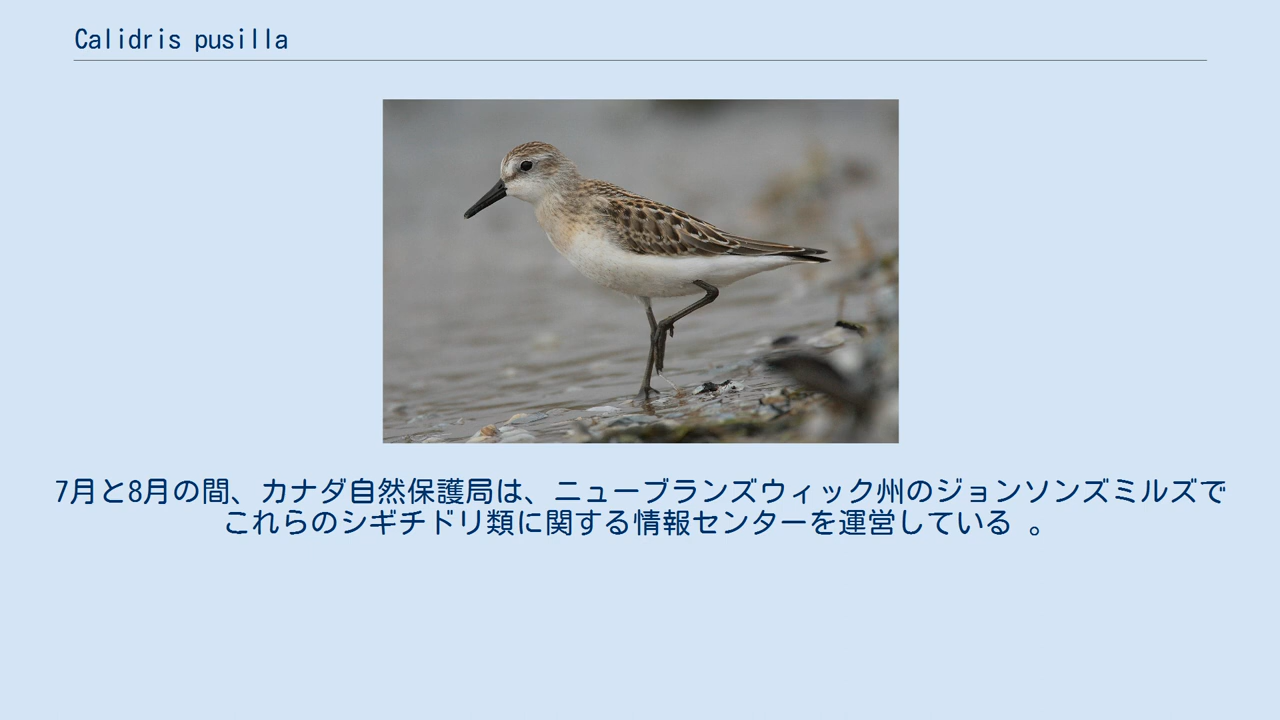 Calidris pusilla
7月と8月の間、カナダ自然保護局は、ニューブランズウィック州のジョンソンズミルズで
これらのシギチドリ類に関する情報センターを運営している 。